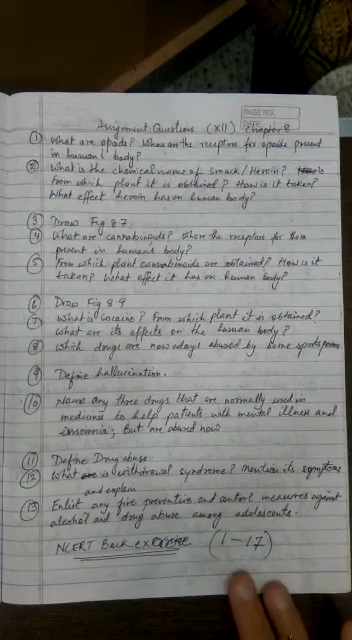 PAGE NO.
DATE
Assignment Questions (XII) Chapter 8
(1) What are opiods? Where are the receptors for opiods present
in human's body?
(2) What is the chemical name of smack/Heroin?
From which plant it is obtained? How is it taken?
What effect heroin has on human body?
(3) Draw Fig 8.7
(4) What are cannabinoids? Where the receptors for them
present in human's body?
(5) From which plant cannabinoids are obtained? How is it
taken? What effect it has on human body?
(6) Draw Fig 8.9
(7) What is cocaine? From which plant it is obtained?
What are its effects on the human body?
(8) Which drugs are nowadays abused by some sportsperson
(9) Define hallucination.
(10) Name any three drugs that are normally used in
medicines to help patients with mental illness and
insomnia; but are abused now
(11) Define Drug abuse
(12) What is withdrawal syndrome? Mention its symptoms
and explain
(13) Enlist any five preventive and control measures against
alcohol and drug abuse among adolescents.
NCERT Back exercise (1-17)